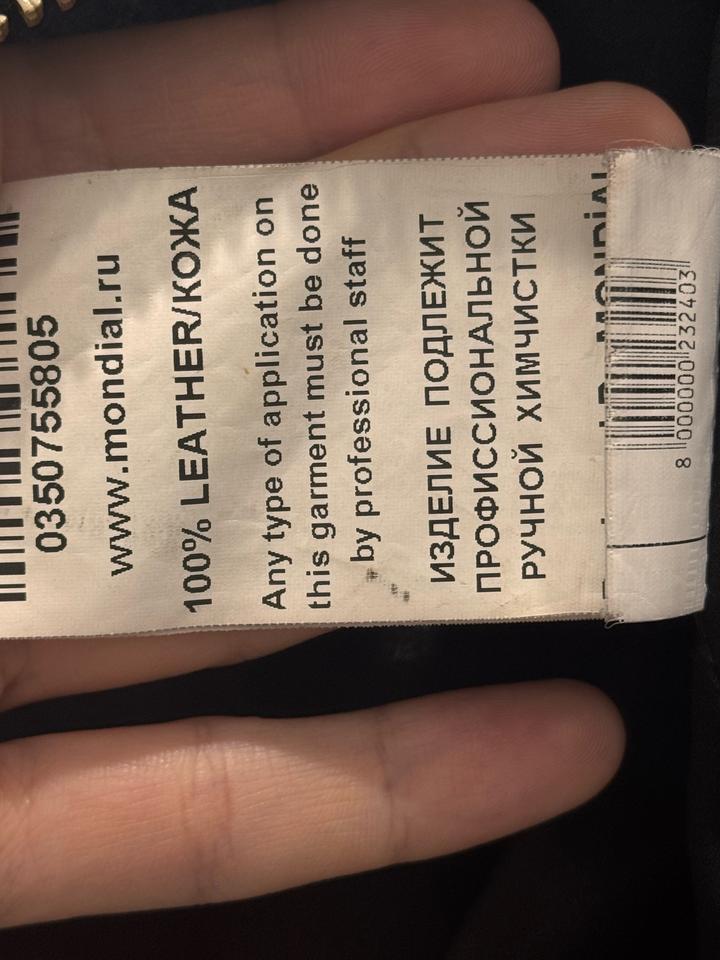 0350755805
www.mondial.ru
100% LEATHER/КОЖА
Any type of application on
this garment must be done
by professional staff
ИЗДЕЛИЕ ПОДЛЕЖИТ
ПРОФИССИОНАЛЬНОЙ
РУЧНОЙ ХИМЧИСТКИ
8 000000 232403